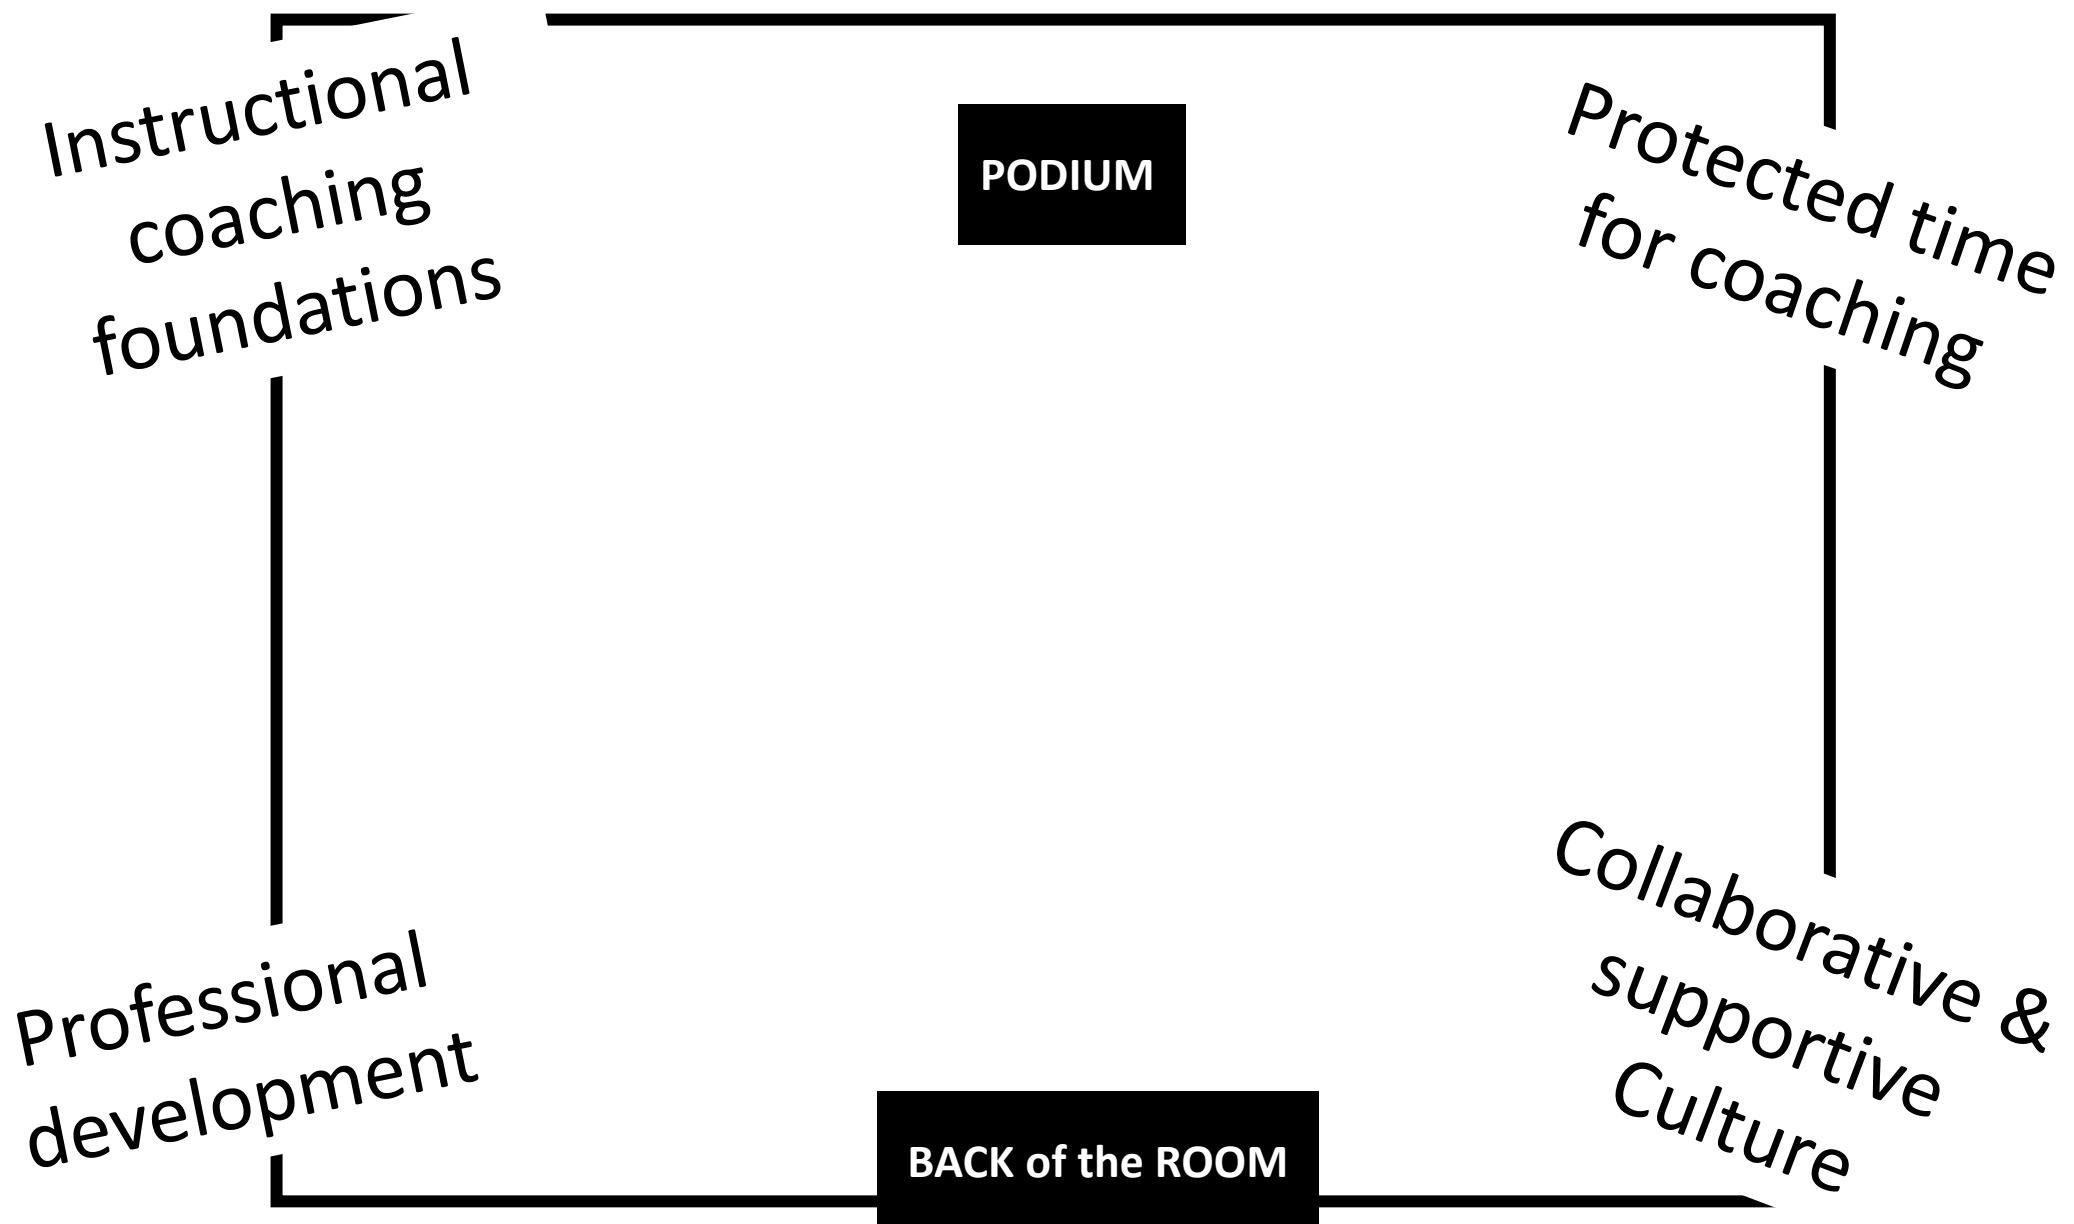 Instructional
coaching
foundations
PODIUM
Protected time
for coaching
Professional
development
BACK of the ROOM
Collaborative &
supportive
Culture